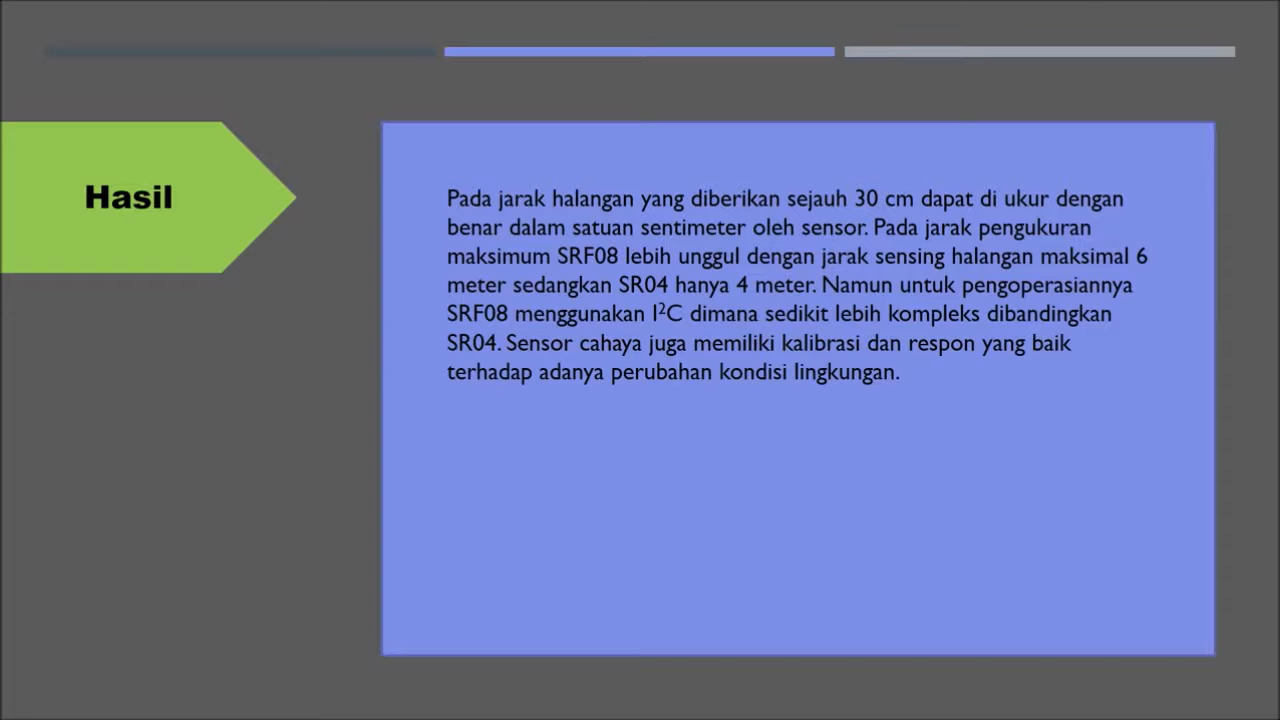 Hasil
Pada jarak halangan yang diberikan sejauh 30 cm dapat di ukur dengan
benar dalam satuan sentimeter oleh sensor. Pada jarak pengukuran
maksimum SRF08 lebih unggul dengan jarak sensing halangan maksimal 6
meter sedangkan SR04 hanya 4 meter. Namun untuk pengoperasiannya
SRF08 menggunakan I²C dimana sedikit lebih kompleks dibandingkan
SR04. Sensor cahaya juga memiliki kalibrasi dan respon yang baik
terhadap adanya perubahan kondisi lingkungan.